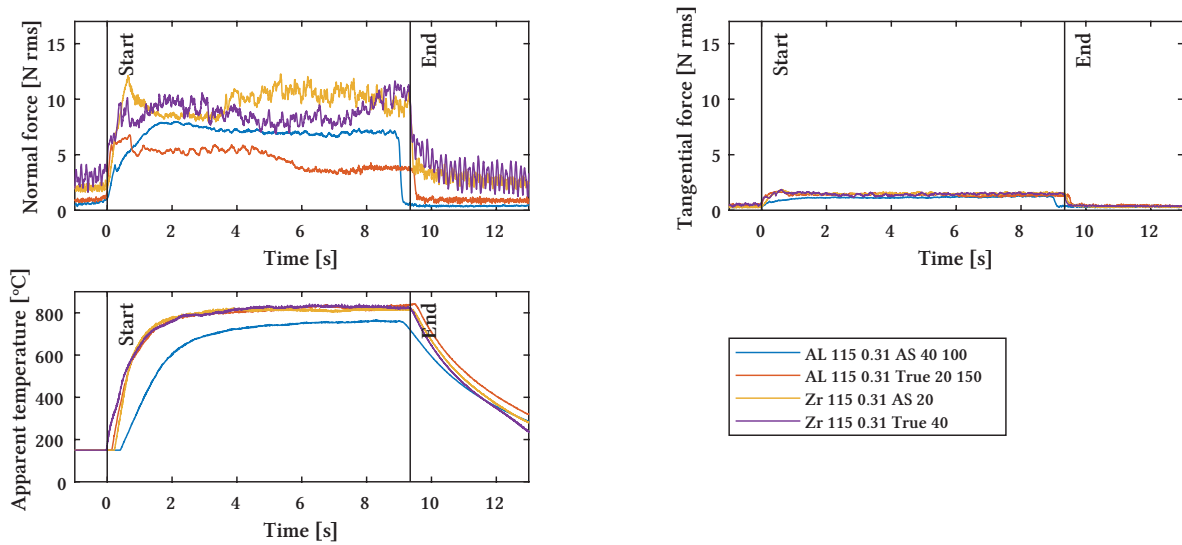 Normal force [N rms]
15
10
5
0
Start
End
0 2 4 6 8 10 12
Time [s]
Tangential force [N rms]
15
10
5
0
Start
End
0 2 4 6 8 10 12
Time [s]
Apparent temperature [°C]
800
600
400
200
0
Start
End
0 2 4 6 8 10 12
Time [s]
AL 115 0.31 AS 40 100
AL 115 0.31 True 20 150
Zr 115 0.31 AS 20
Zr 115 0.31 True 40